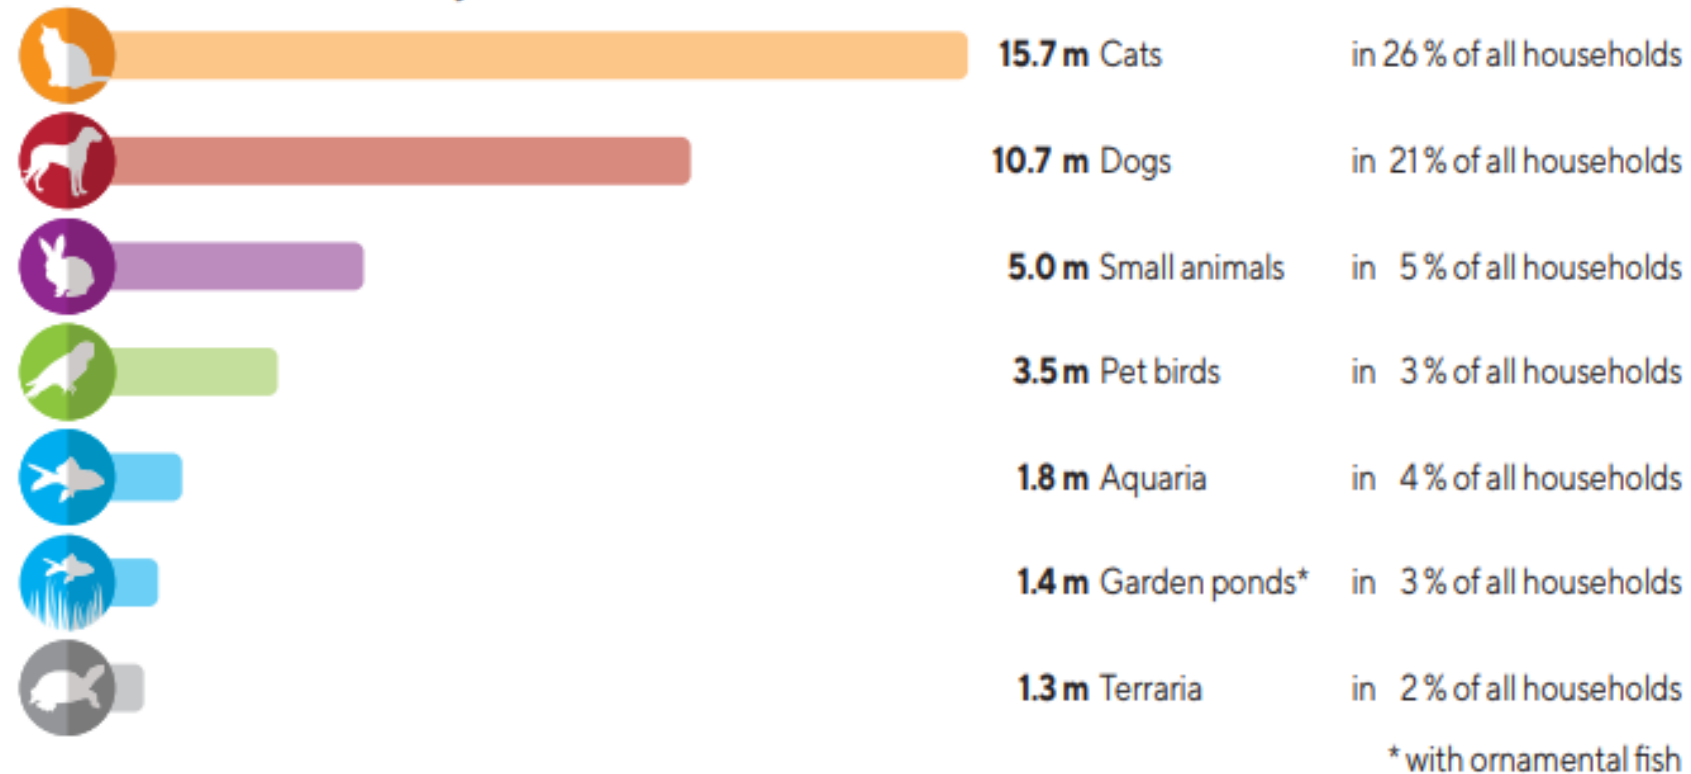 15.7 m Cats in 26 % of all households
10.7 m Dogs in 21 % of all households
5.0 m Small animals in 5 % of all households
3.5 m Pet birds in 3 % of all households
1.8 m Aquaria in 4 % of all households
1.4 m Garden ponds* in 3 % of all households
1.3 m Terraria in 2 % of all households
* with ornamental fish